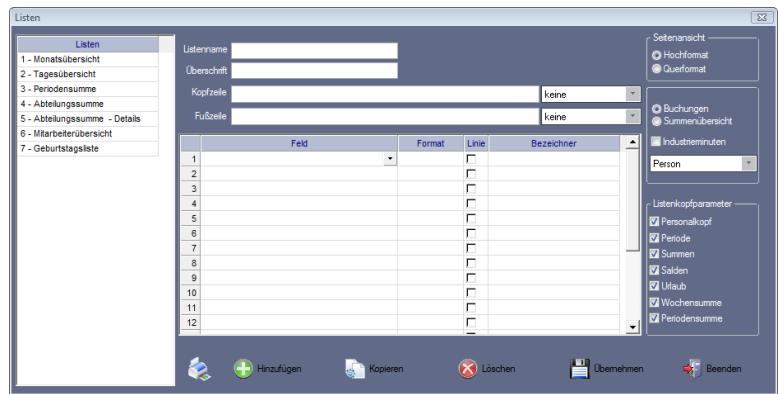 Listen
Listen
1 - Monatsübersicht
2 - Tagesübersicht
3 - Periodensumme
4 - Abteilungssumme
5 - Abteilungssumme - Details
6 - Mitarbeiterübersicht
7 - Geburtstagsliste
Listenname
Überschrift
Kopfzeile keine
Fußzeile keine
Feld Format Linie Bezeichner
1
2
3
4
5
6
7
8
9
10
11
12
Seitenansicht
Hochformat
Querformat
Buchungen
Summenübersicht
Industrieminuten
Person
Listenkopfparameter
Personalkopf
Periode
Summen
Salden
Urlaub
Wochensumme
Periodensumme
Hinzufügen Kopieren Löschen Übernehmen Beenden